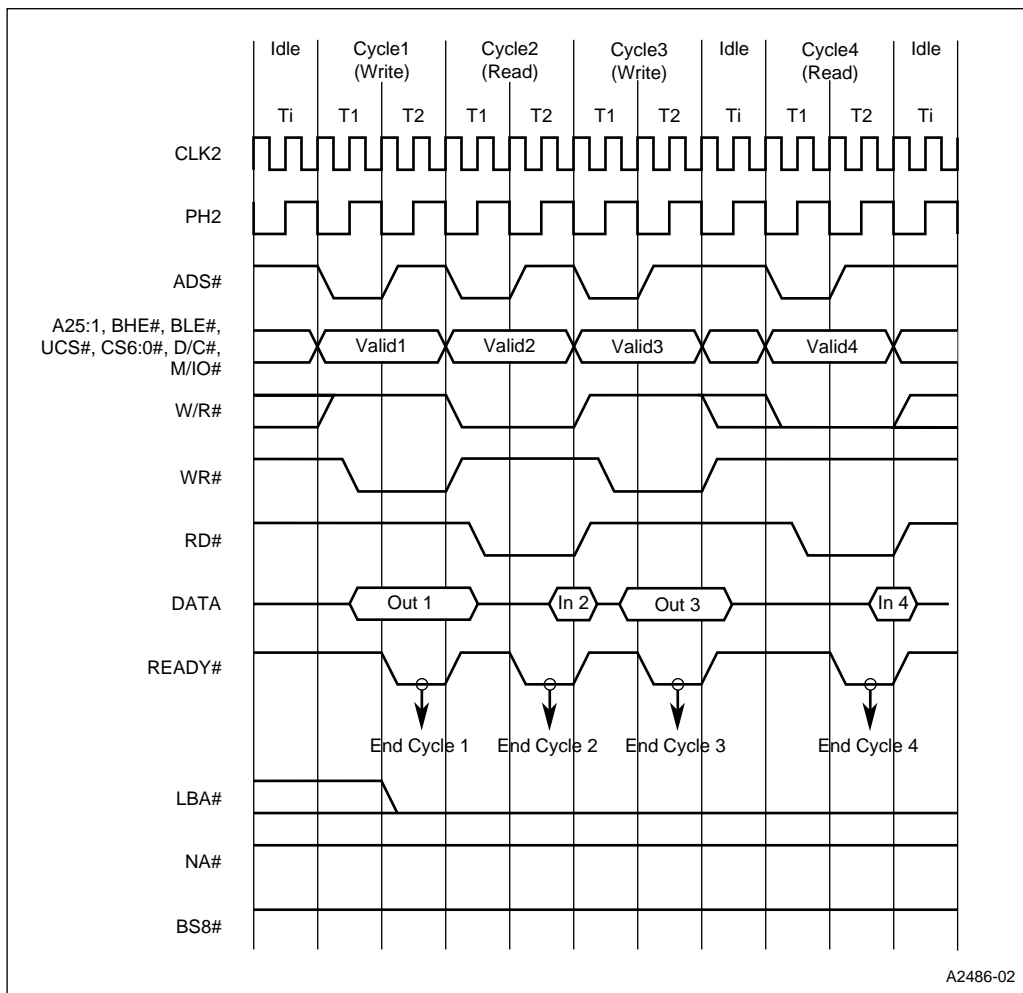 Idle Cycle1 Cycle2 Cycle3 Idle Cycle4 Idle
(Write) (Read) (Write) (Read)
Ti T1 T2 T1 T2 T1 T2 Ti T1 T2 Ti
CLK2
PH2
ADS#
A25:1, BHE#, BLE#,
UCS#, CS6:0#, D/C#,
M/IO#
Valid1 Valid2 Valid3 Valid4
W/R#
WR#
RD#
DATA Out 1 In 2 Out 3 In 4
READY#
End Cycle 1 End Cycle 2 End Cycle 3 End Cycle 4
LBA#
NA#
BS8#
A2486-02